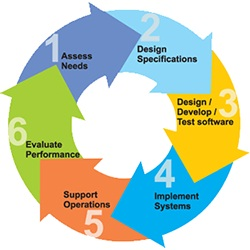 1
Assess
Needs
2
Design
Specifications
3
Design /
Develop /
Test software
4
Implement
Systems
5
Support
Operations
6
Evaluate
Performance